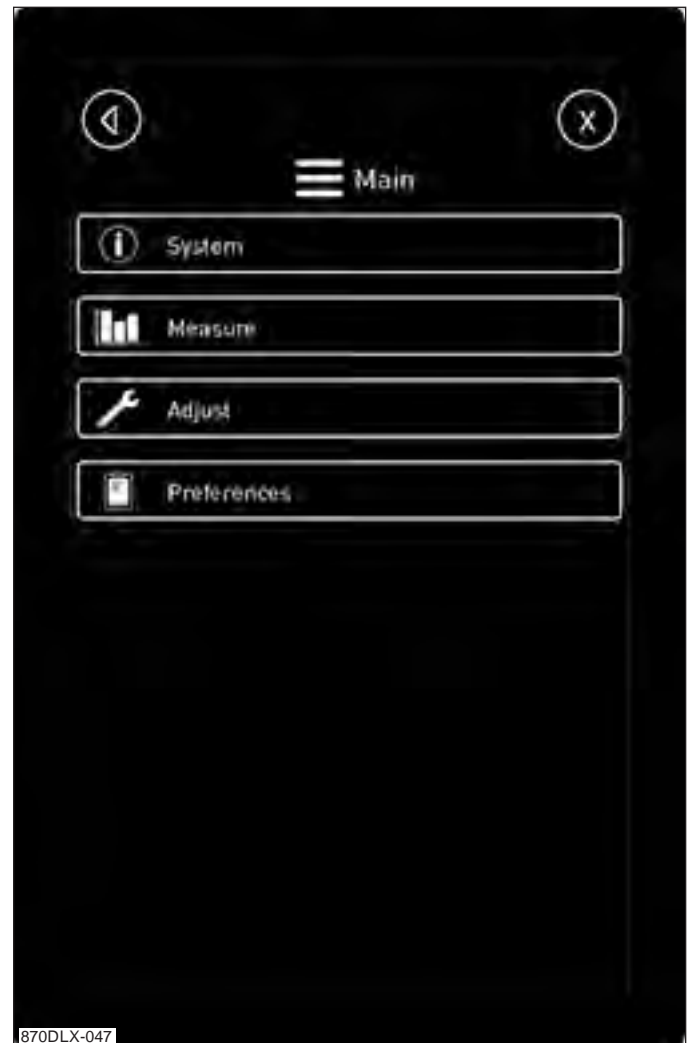 X
Main
i System
Measure
Adjust
Preferences
870DLX-047